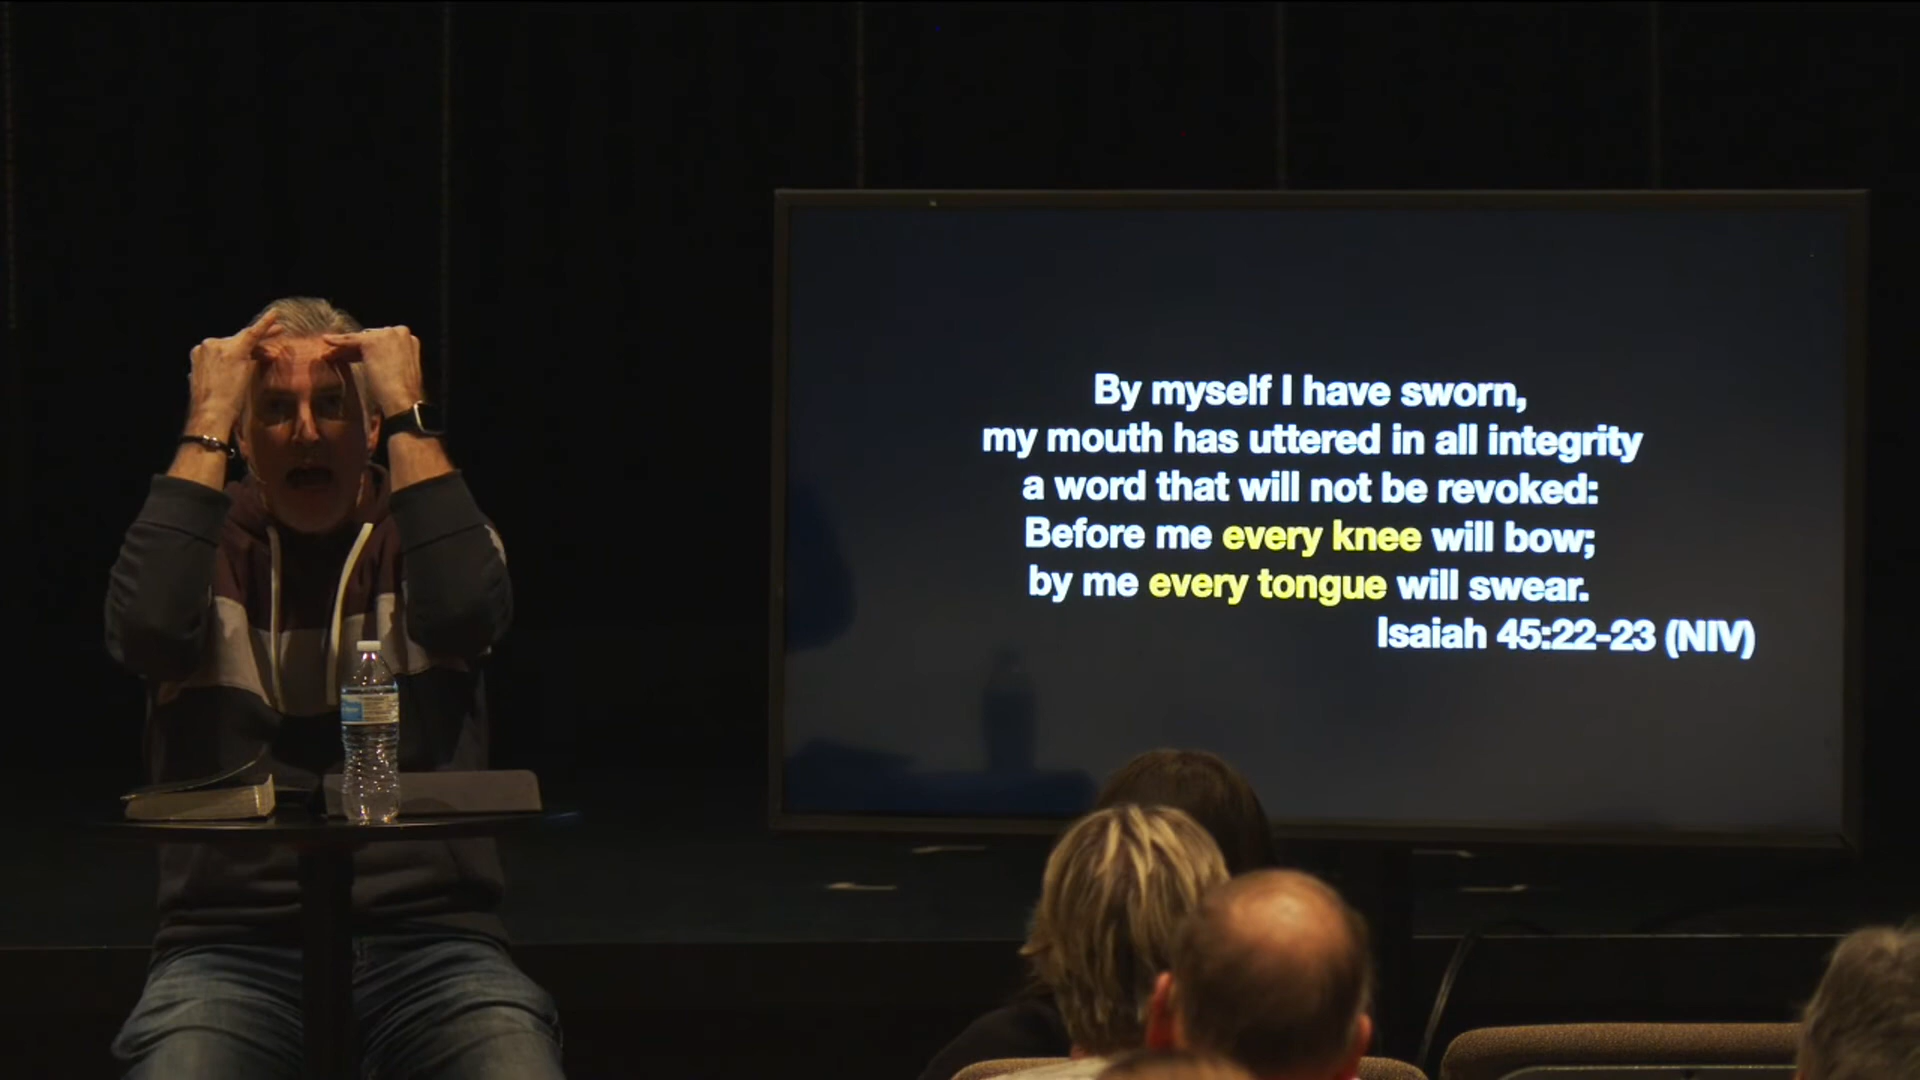 By myself I have sworn,
my mouth has uttered in all integrity
a word that will not be revoked:
Before me every knee will bow;
by me every tongue will swear.
Isaiah 45:22-23 (NIV)